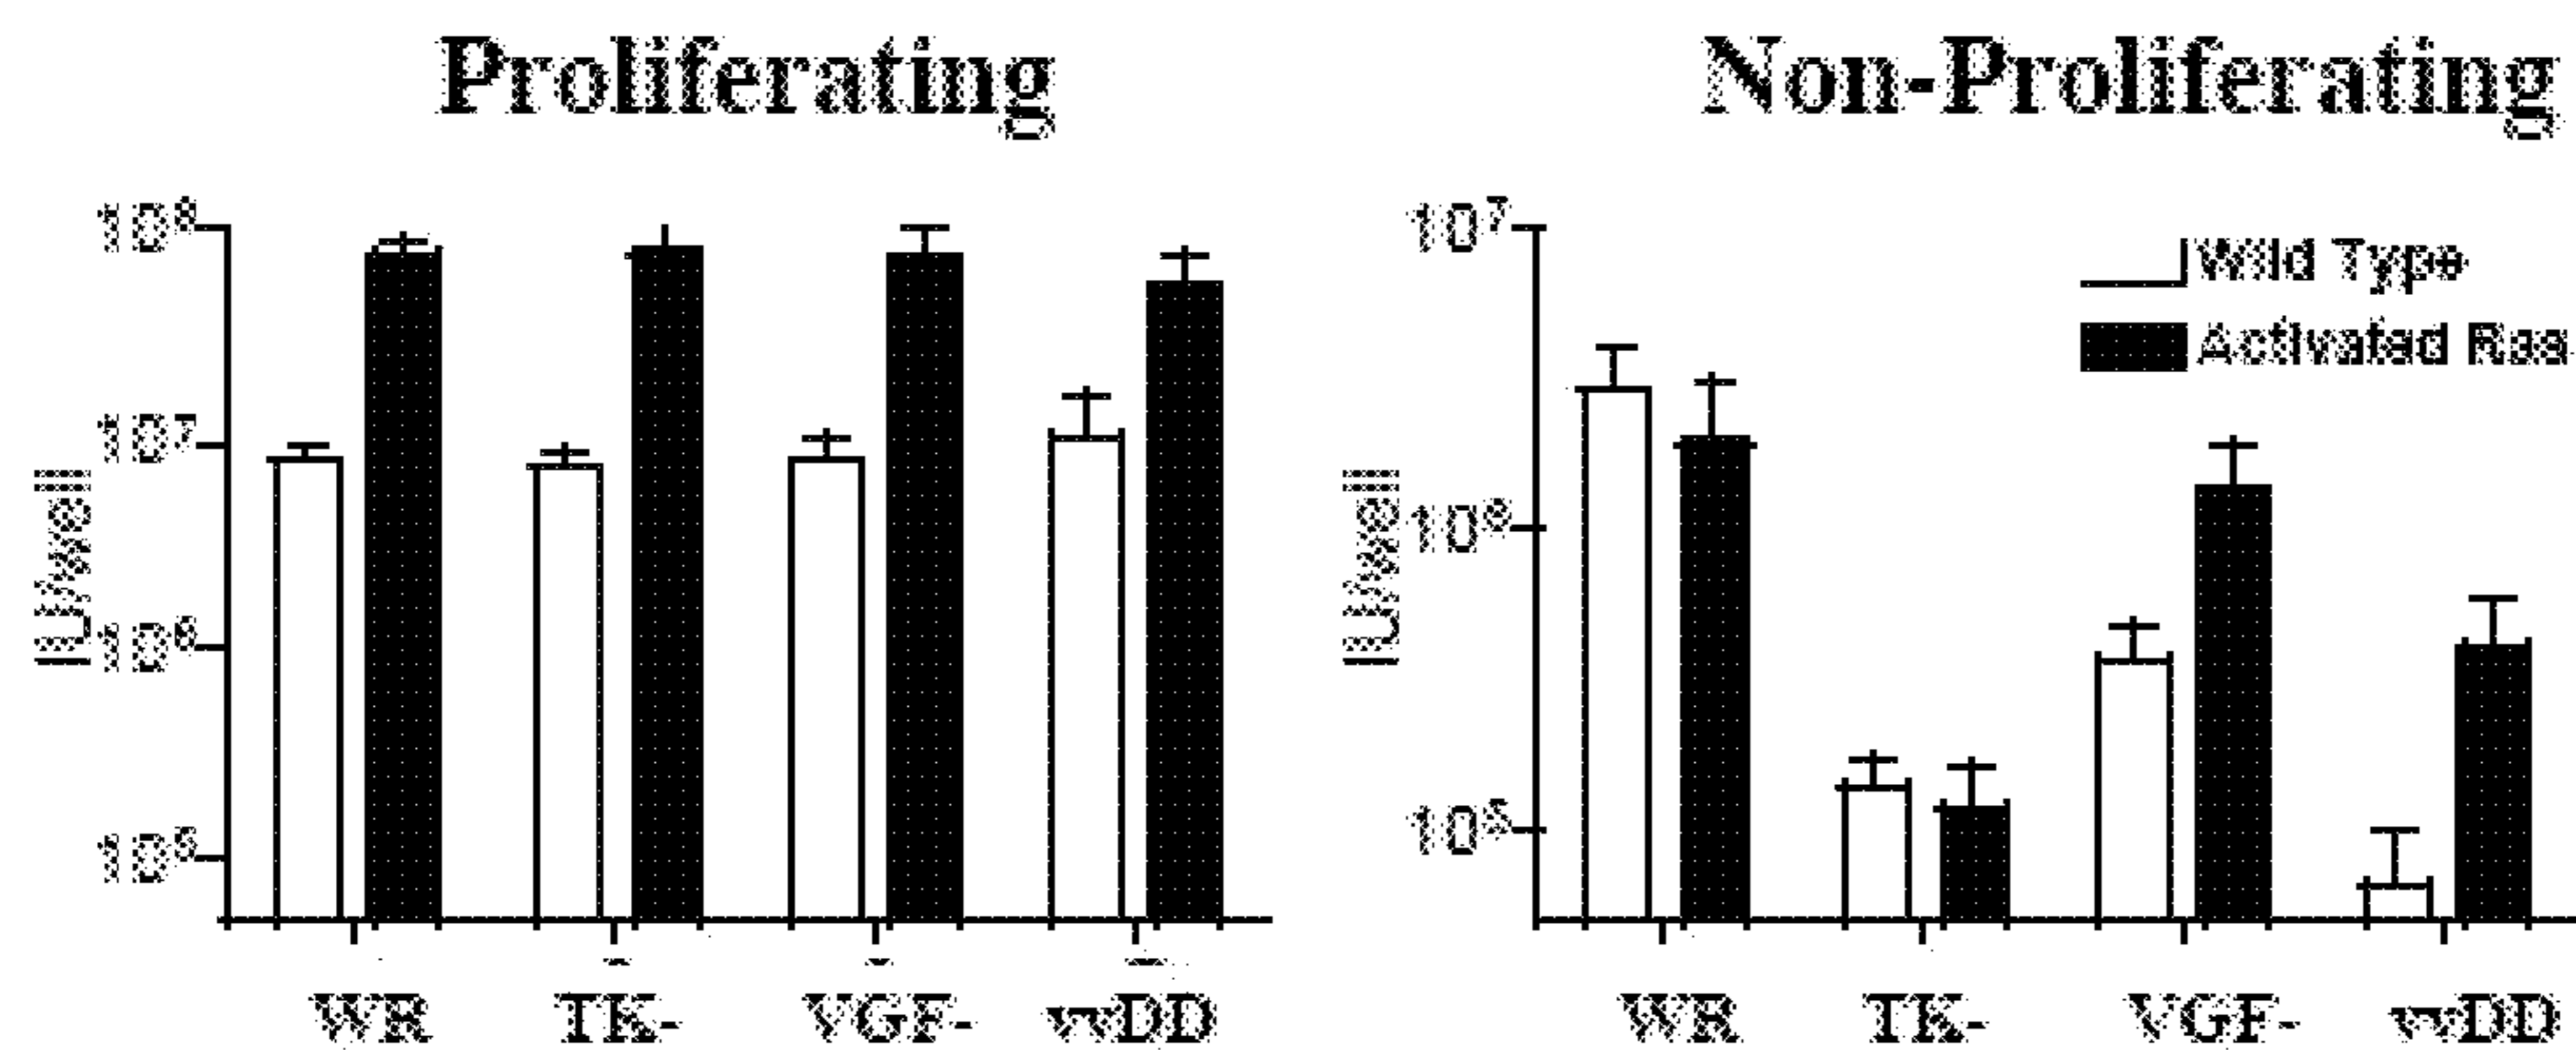 Proliferating
Non-Proliferating
10⁸
10⁷
10⁶
10⁵
IU/well
WR TK- VGF- vvDD
10⁷
10⁶
10⁵
IU/well
Wild Type
Activated Ras
WR TK- VGF- vvDD